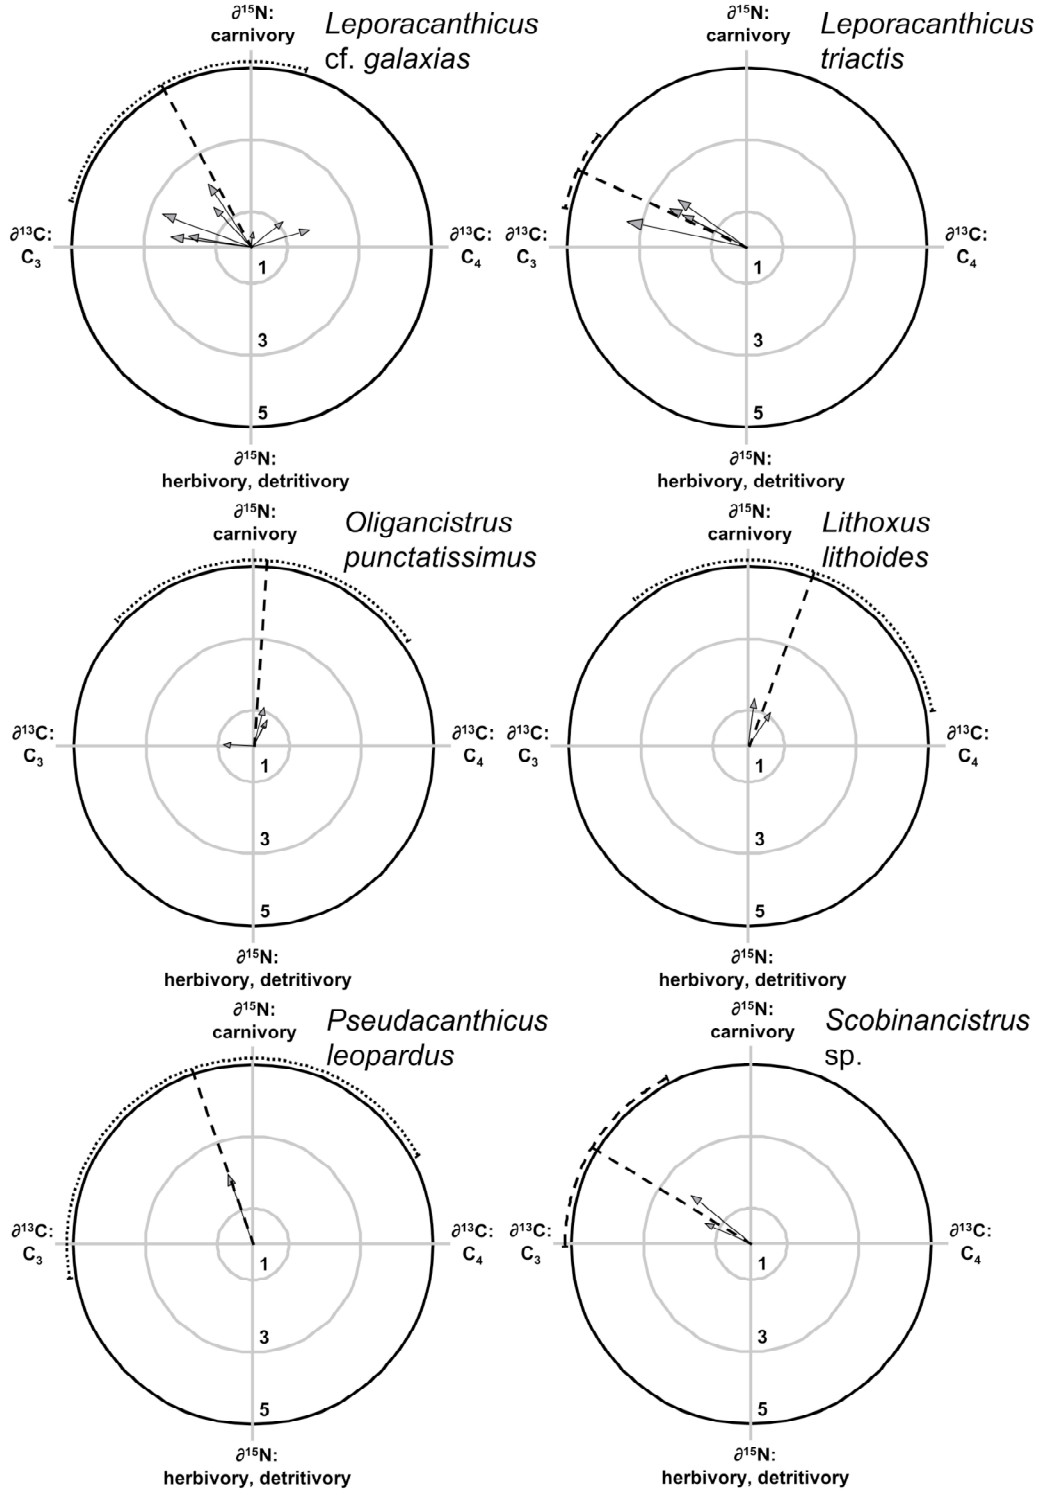 ∂¹⁵N:
carnivory
Leporacanthicus
cf. galaxias
∂¹³C:
C₃
∂¹³C:
C₄
1
3
5
∂¹⁵N:
herbivory, detritivory
∂¹⁵N:
carnivory
Leporacanthicus
triactis
∂¹³C:
C₃
∂¹³C:
C₄
1
3
5
∂¹⁵N:
herbivory, detritivory
∂¹⁵N:
carnivory
Oligancistrus
punctatissimus
∂¹³C:
C₃
∂¹³C:
C₄
1
3
5
∂¹⁵N:
herbivory, detritivory
∂¹⁵N:
carnivory
Lithoxus
lithoides
∂¹³C:
C₃
∂¹³C:
C₄
1
3
5
∂¹⁵N:
herbivory, detritivory
∂¹⁵N:
carnivory
Pseudacanthicus
leopardus
∂¹³C:
C₃
∂¹³C:
C₄
1
3
5
∂¹⁵N:
herbivory, detritivory
∂¹⁵N:
carnivory
Scobinancistrus
sp.
∂¹³C:
C₃
∂¹³C:
C₄
1
3
5
∂¹⁵N:
herbivory, detritivory